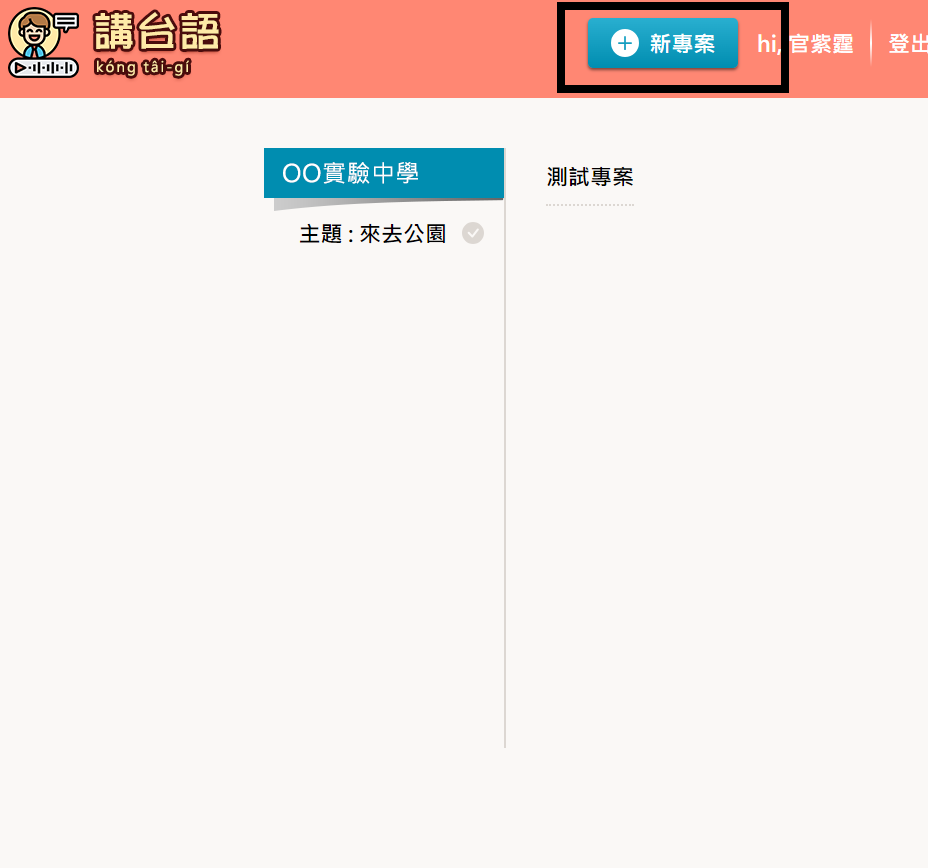 講台語
kóng tâi-gí
新專案
hi, 官紫霆
登出
OO實驗中學
主題 : 來去公園
測試專案